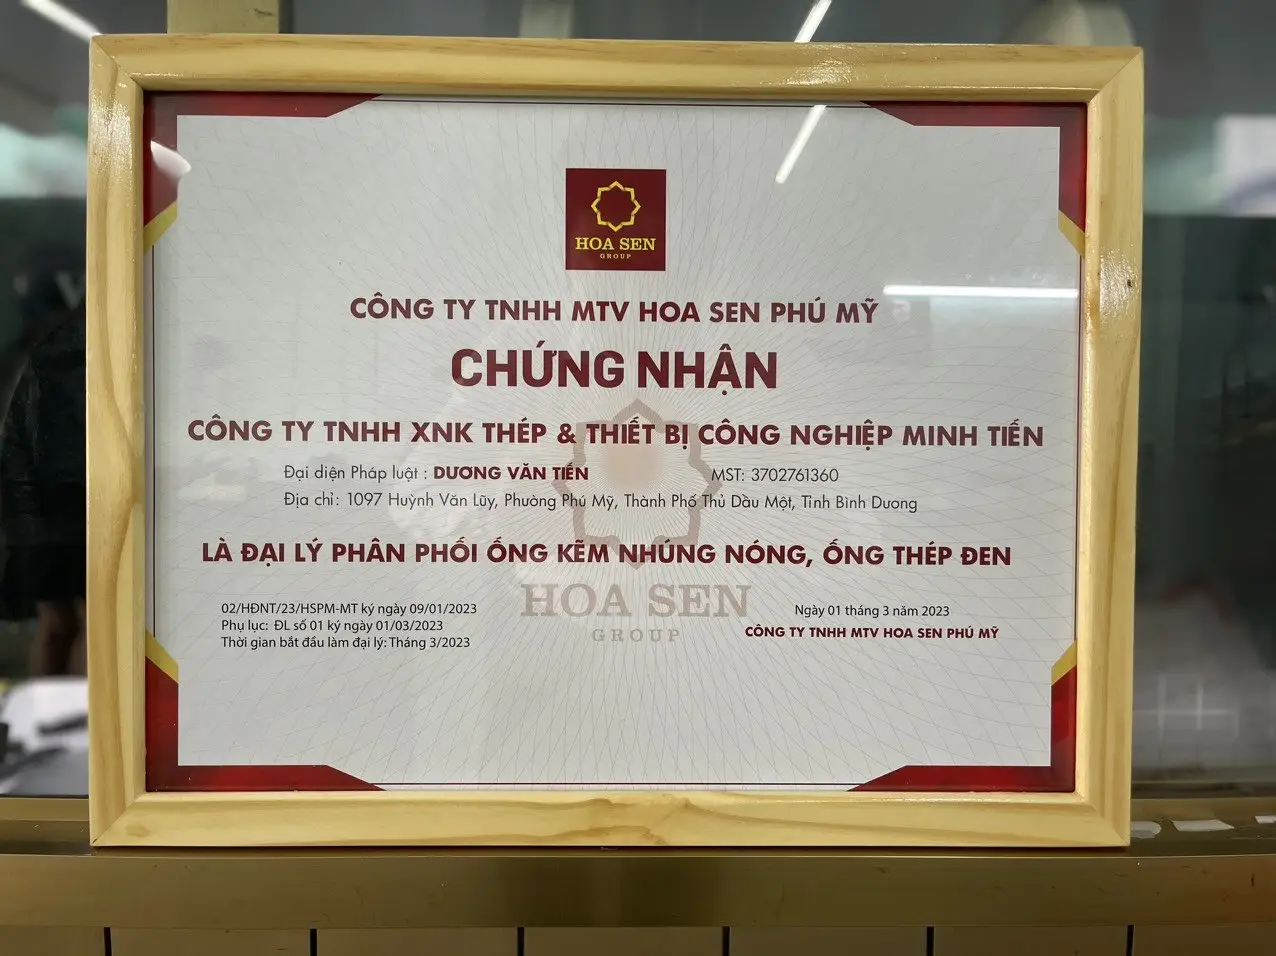 HOA SEN
GROUP
CÔNG TY TNHH MTV HOA SEN PHÚ MỸ
CHỨNG NHẬN
CÔNG TY TNHH XNK THÉP & THIẾT BỊ CÔNG NGHIỆP MINH TIẾN
Đại diện Pháp luật : DƯƠNG VĂN TIẾN MST: 3702761360
Địa chỉ: 1097 Huỳnh Văn Lũy, Phường Phú Mỹ, Thành Phố Thủ Dầu Một, Tỉnh Bình Dương
LÀ ĐẠI LÝ PHÂN PHỐI ỐNG KẼM NHÚNG NÓNG, ỐNG THÉP ĐEN
HOA SEN
GROUP
02/HĐNT/23/HSPM-MT ký ngày 09/01/2023
Phụ lục: ĐL số 01 ký ngày 01/03/2023
Thời gian bắt đầu làm đại lý: Tháng 3/2023
Ngày 01 tháng 3 năm 2023
CÔNG TY TNHH MTV HOA SEN PHÚ MỸ